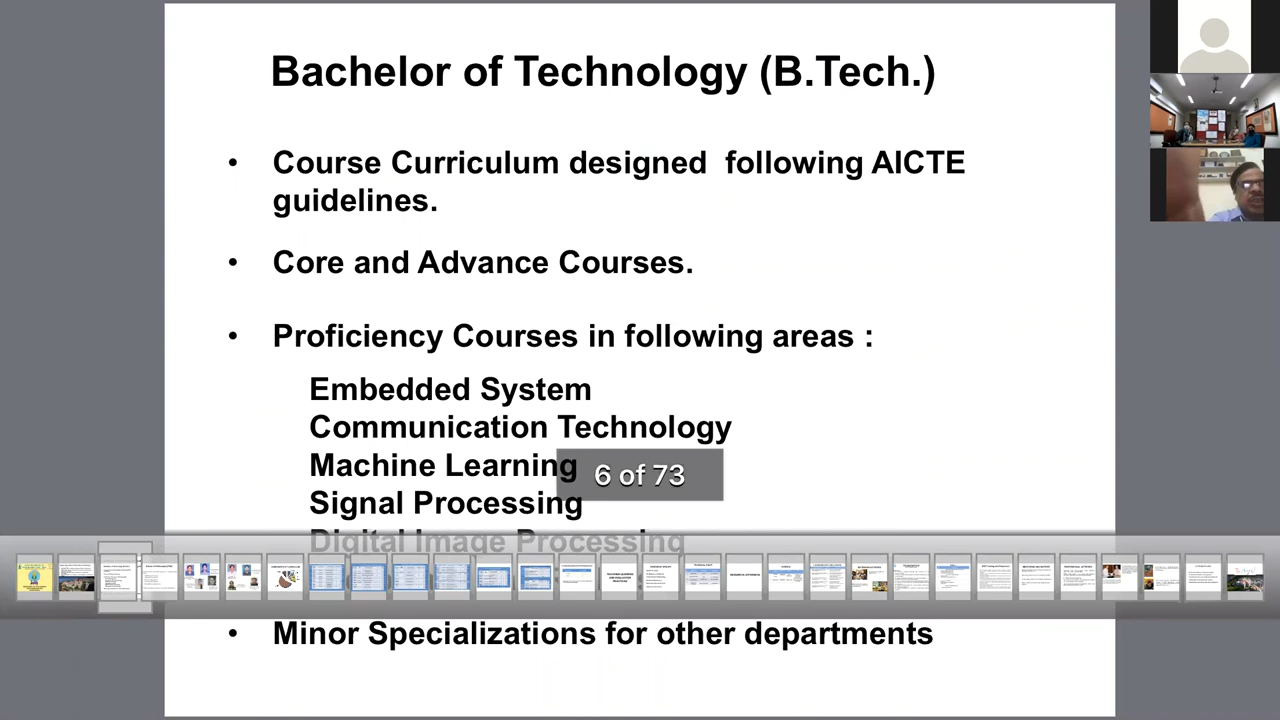 Bachelor of Technology (B.Tech.)
• Course Curriculum designed following AICTE
guidelines.
• Core and Advance Courses.
• Proficiency Courses in following areas :
Embedded System
Communication Technology
Machine Learning
6 of 73
Signal Processing
Digital Image Processing
• Minor Specializations for other departments